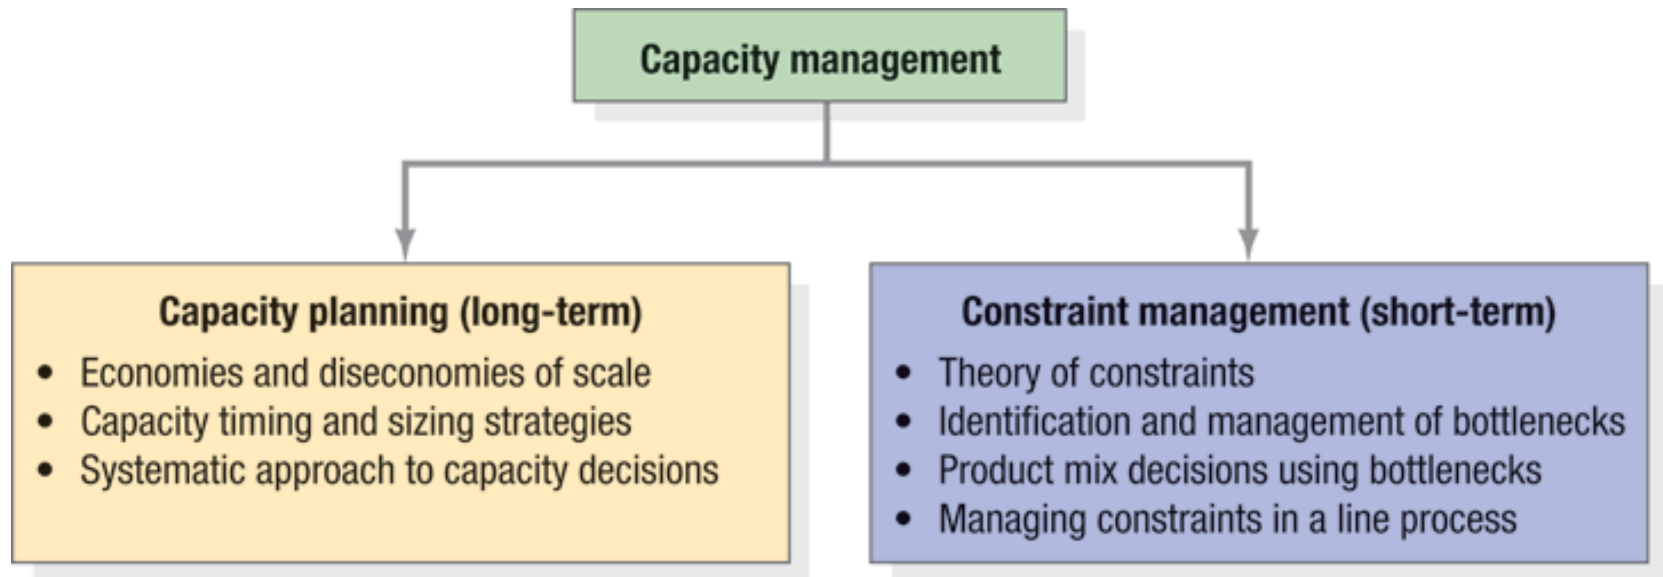 Capacity management
Capacity planning (long-term)
• Economies and diseconomies of scale
• Capacity timing and sizing strategies
• Systematic approach to capacity decisions
Constraint management (short-term)
• Theory of constraints
• Identification and management of bottlenecks
• Product mix decisions using bottlenecks
• Managing constraints in a line process